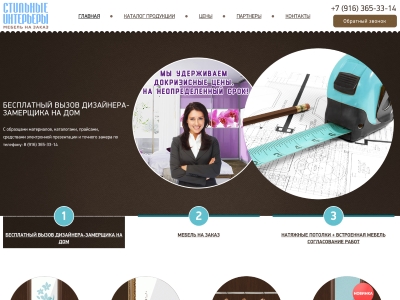 СТИЛЬНЫЕ
ИНТЕРЬЕРЫ
МЕБЕЛЬ НА ЗАКАЗ
ГЛАВНАЯ
КАТАЛОГ ПРОДУКЦИИ
ЦЕНЫ
ПАРТНЕРЫ
КОНТАКТЫ
+7 (916) 365-33-14
Обратный звонок
МЫ УДЕРЖИВАЕМ
ДОКРИЗИСНЫЕ ЦЕНЫ,
НА НЕОПРЕДЕЛЕННЫЙ СРОК!
БЕСПЛАТНЫЙ ВЫЗОВ ДИЗАЙНЕРА-
ЗАМЕРЩИКА НА ДОМ
С образцами материалов, каталогами, прайсами,
средствами электронной презентации и точного замера по
телефону: 8 (916) 365-33-14
1
2
3
БЕСПЛАТНЫЙ ВЫЗОВ ДИЗАЙНЕРА-ЗАМЕРЩИКА НА
ДОМ
МЕБЕЛЬ НА ЗАКАЗ
НАТЯЖНЫЕ ПОТОЛКИ + ВСТРОЕННАЯ МЕБЕЛЬ
СОГЛАСОВАНИЕ РАБОТ
НОВИНКА